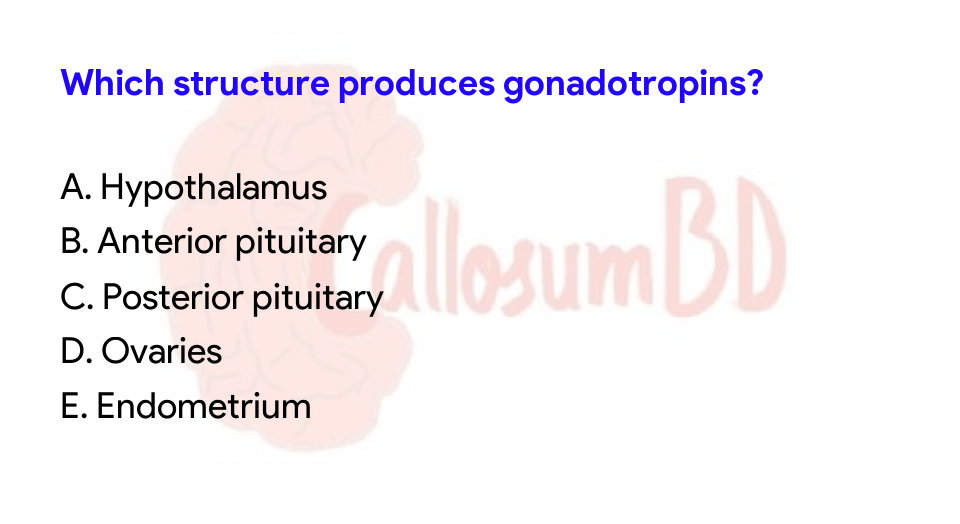 Which structure produces gonadotropins?
A. Hypothalamus
B. Anterior pituitary
C. Posterior pituitary
D. Ovaries
E. Endometrium
CallosumBD